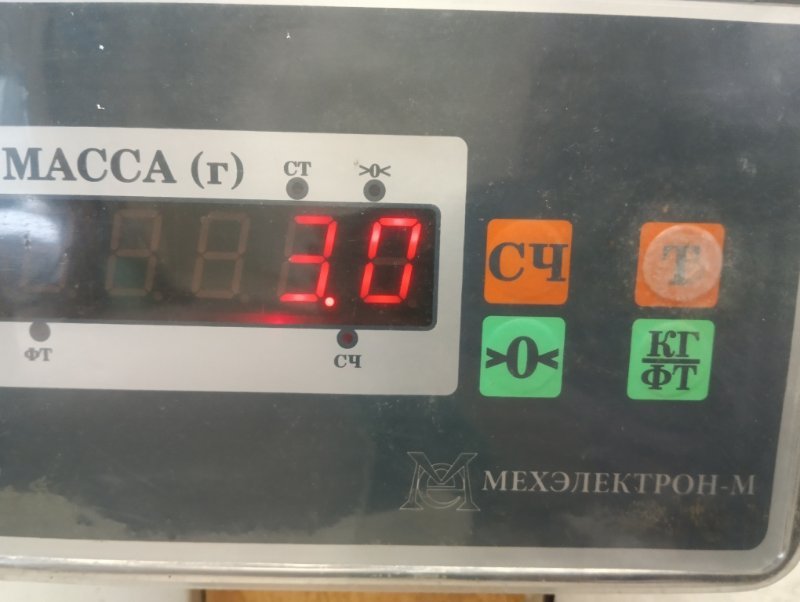 МАССА (г)
СТ
>0<
3.0
ФТ
СЧ
СЧ
Т
>0<
КГ
ФТ
МЕХЭЛЕКТРОН-М